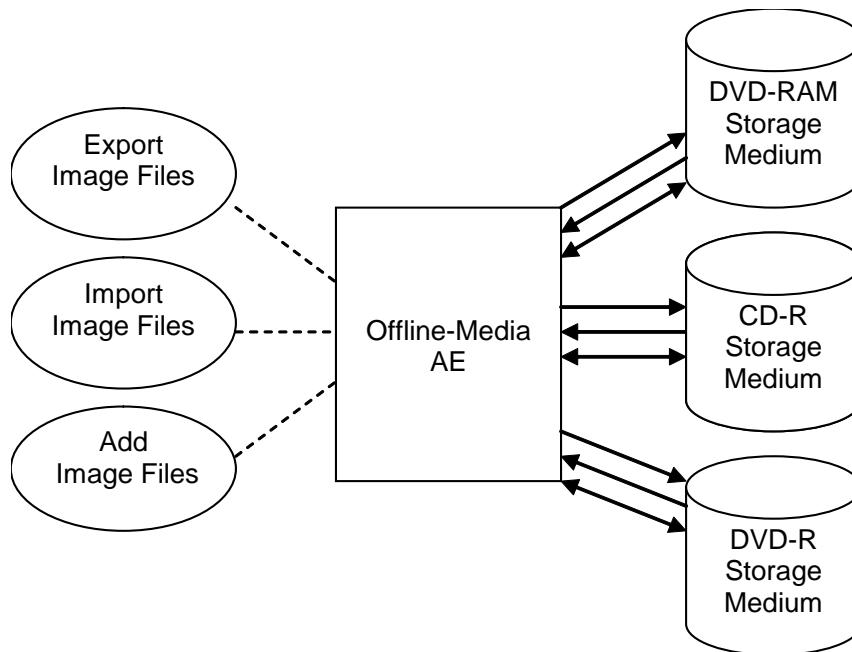 Export
Image Files
Import
Image Files
Add
Image Files
Offline-Media
AE
DVD-RAM
Storage
Medium
CD-R
Storage
Medium
DVD-R
Storage
Medium